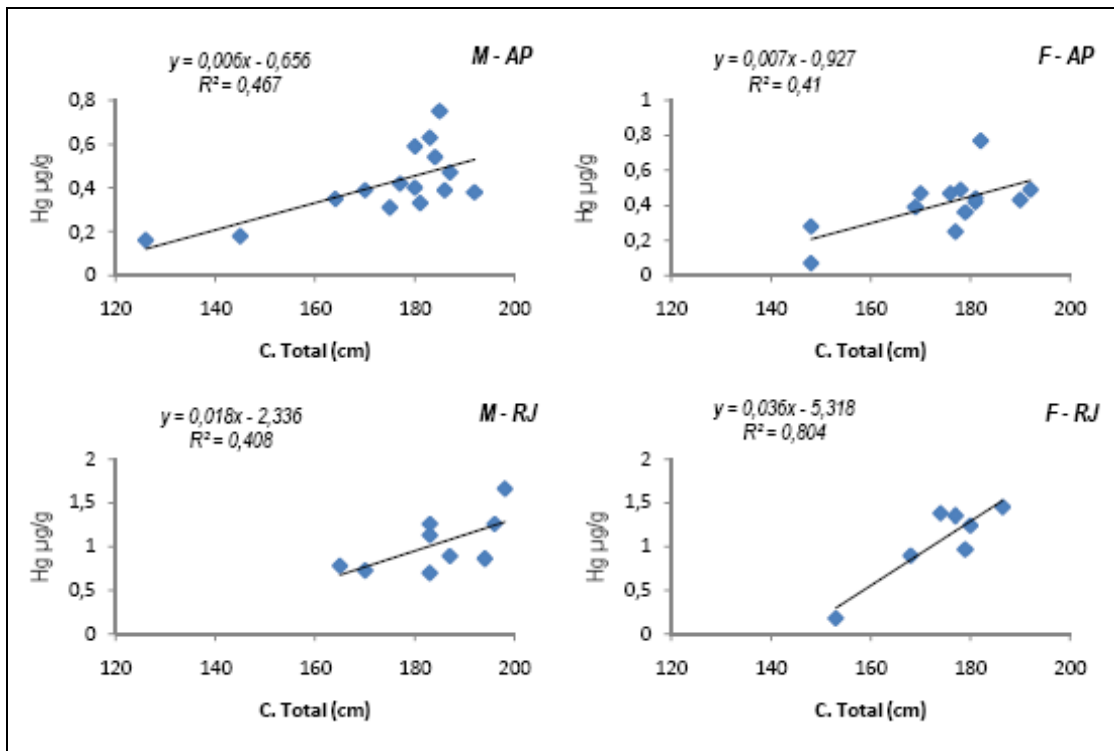 y = 0,006x - 0,656
R² = 0,467
M - AP
0,8
0,6
0,4
0,2
0
Hg µg/g
120 140 160 180 200
C. Total (cm)
y = 0,007x - 0,927
R² = 0,41
F - AP
1
0,8
0,6
0,4
0,2
0
Hg µg/g
120 140 160 180 200
C. Total (cm)
y = 0,018x - 2,336
R² = 0,408
M - RJ
2
1,5
1
0,5
0
Hg µg/g
120 140 160 180 200
C. Total (cm)
y = 0,036x - 5,318
R² = 0,804
F - RJ
2
1,5
1
0,5
0
Hg µg/g
120 140 160 180 200
C. Total (cm)